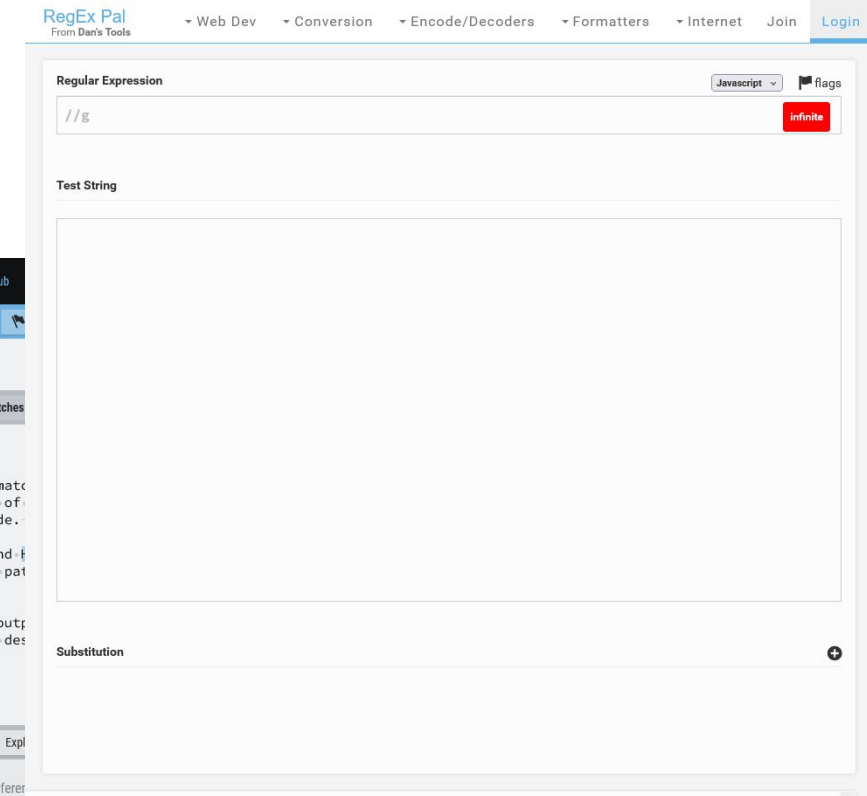 RegEx Pal
From Dan's Tools
Web Dev
Conversion
Encode/Decoders
Formatters
Internet
Join
Login
Regular Expression
Javascript
flags
//g
infinite
Test String
of
Substitution